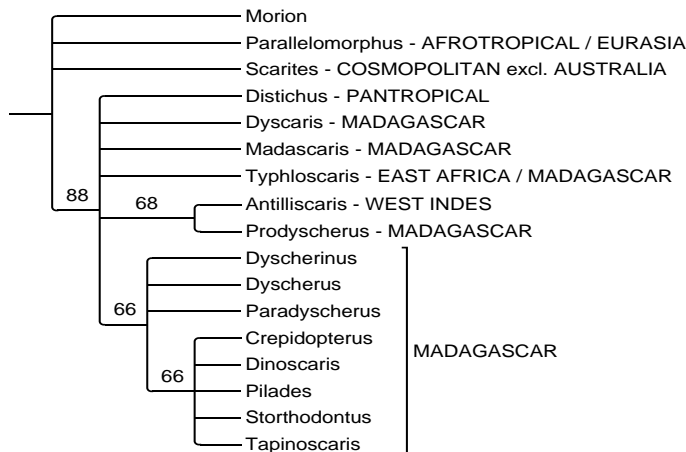 Morion
Parallelomorphus - AFROTROPICAL / EURASIA
Scarites - COSMOPOLITAN excl. AUSTRALIA
Distichus - PANTROPICAL
Dyscaris - MADAGASCAR
Madascaris - MADAGASCAR
Typhloscaris - EAST AFRICA / MADAGASCAR
88
68
Antilliscaris - WEST INDES
Prodyscherus - MADAGASCAR
Dyscherinus
Dyscherus
66
Paradyscherus
Crepidopterus
MADAGASCAR
Dinoscaris
66
Pilades
Storthodontus
Tapinoscaris